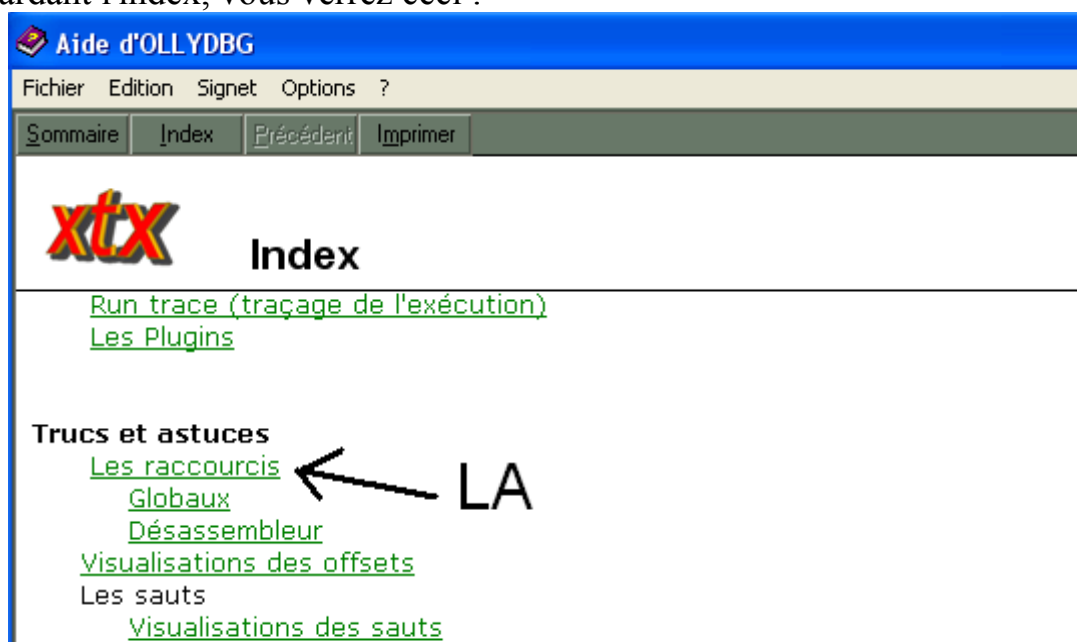 Aide d'OLLYDBG
Fichier Edition Signet Options ?
Sommaire Index Précédent Imprimer
xtx Index
Run trace (traçage de l'exécution)
Les Plugins
Trucs et astuces
Les raccourcis LA
Globaux
Désassembleur
Visualisations des offsets
Les sauts
Visualisations des sauts